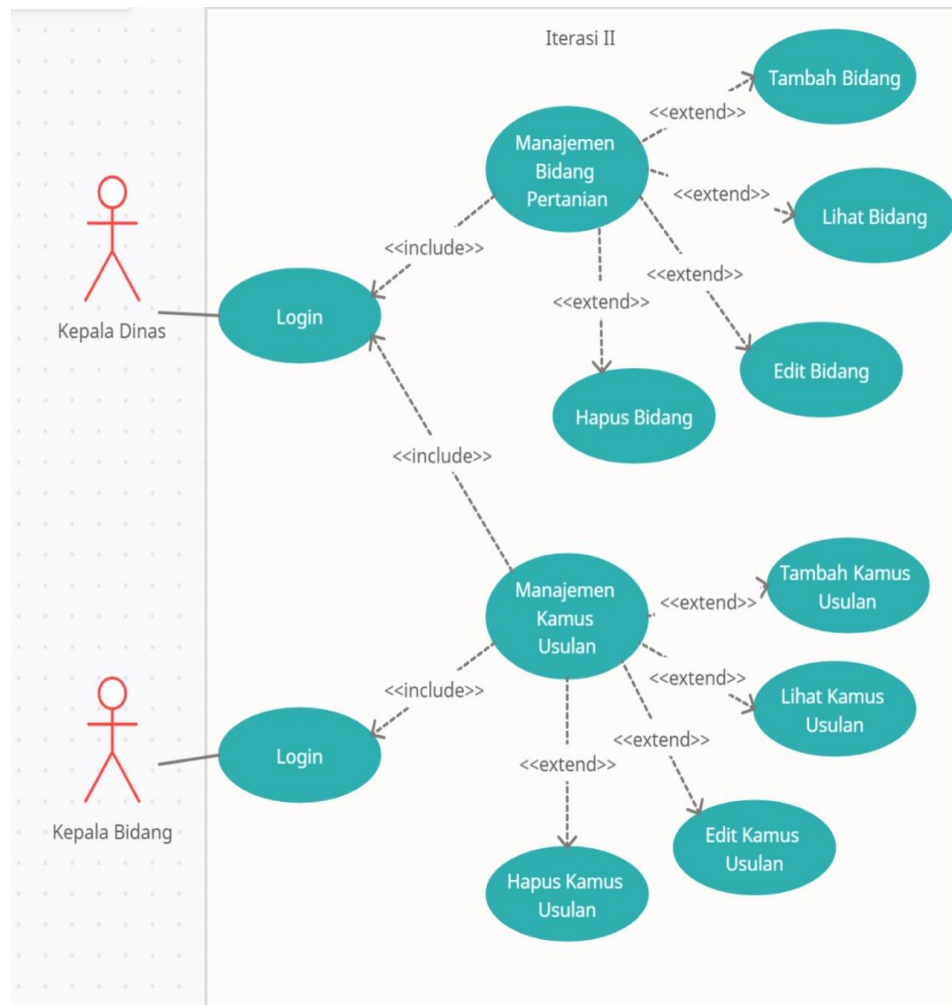 Iterasi II
Tambah Bidang
<<extend>>
Manajemen
Bidang
Pertanian
<<extend>>
Lihat Bidang
<<include>>
<<extend>>
<<extend>>
Login
Kepala Dinas
Edit Bidang
Hapus Bidang
<<include>>
Manajemen
Kamus
Usulan
<<extend>>
Tambah Kamus
Usulan
<<extend>>
Lihat Kamus
Usulan
<<include>>
<<extend>>
<<extend>>
Login
Kepala Bidang
Edit Kamus
Usulan
Hapus Kamus
Usulan